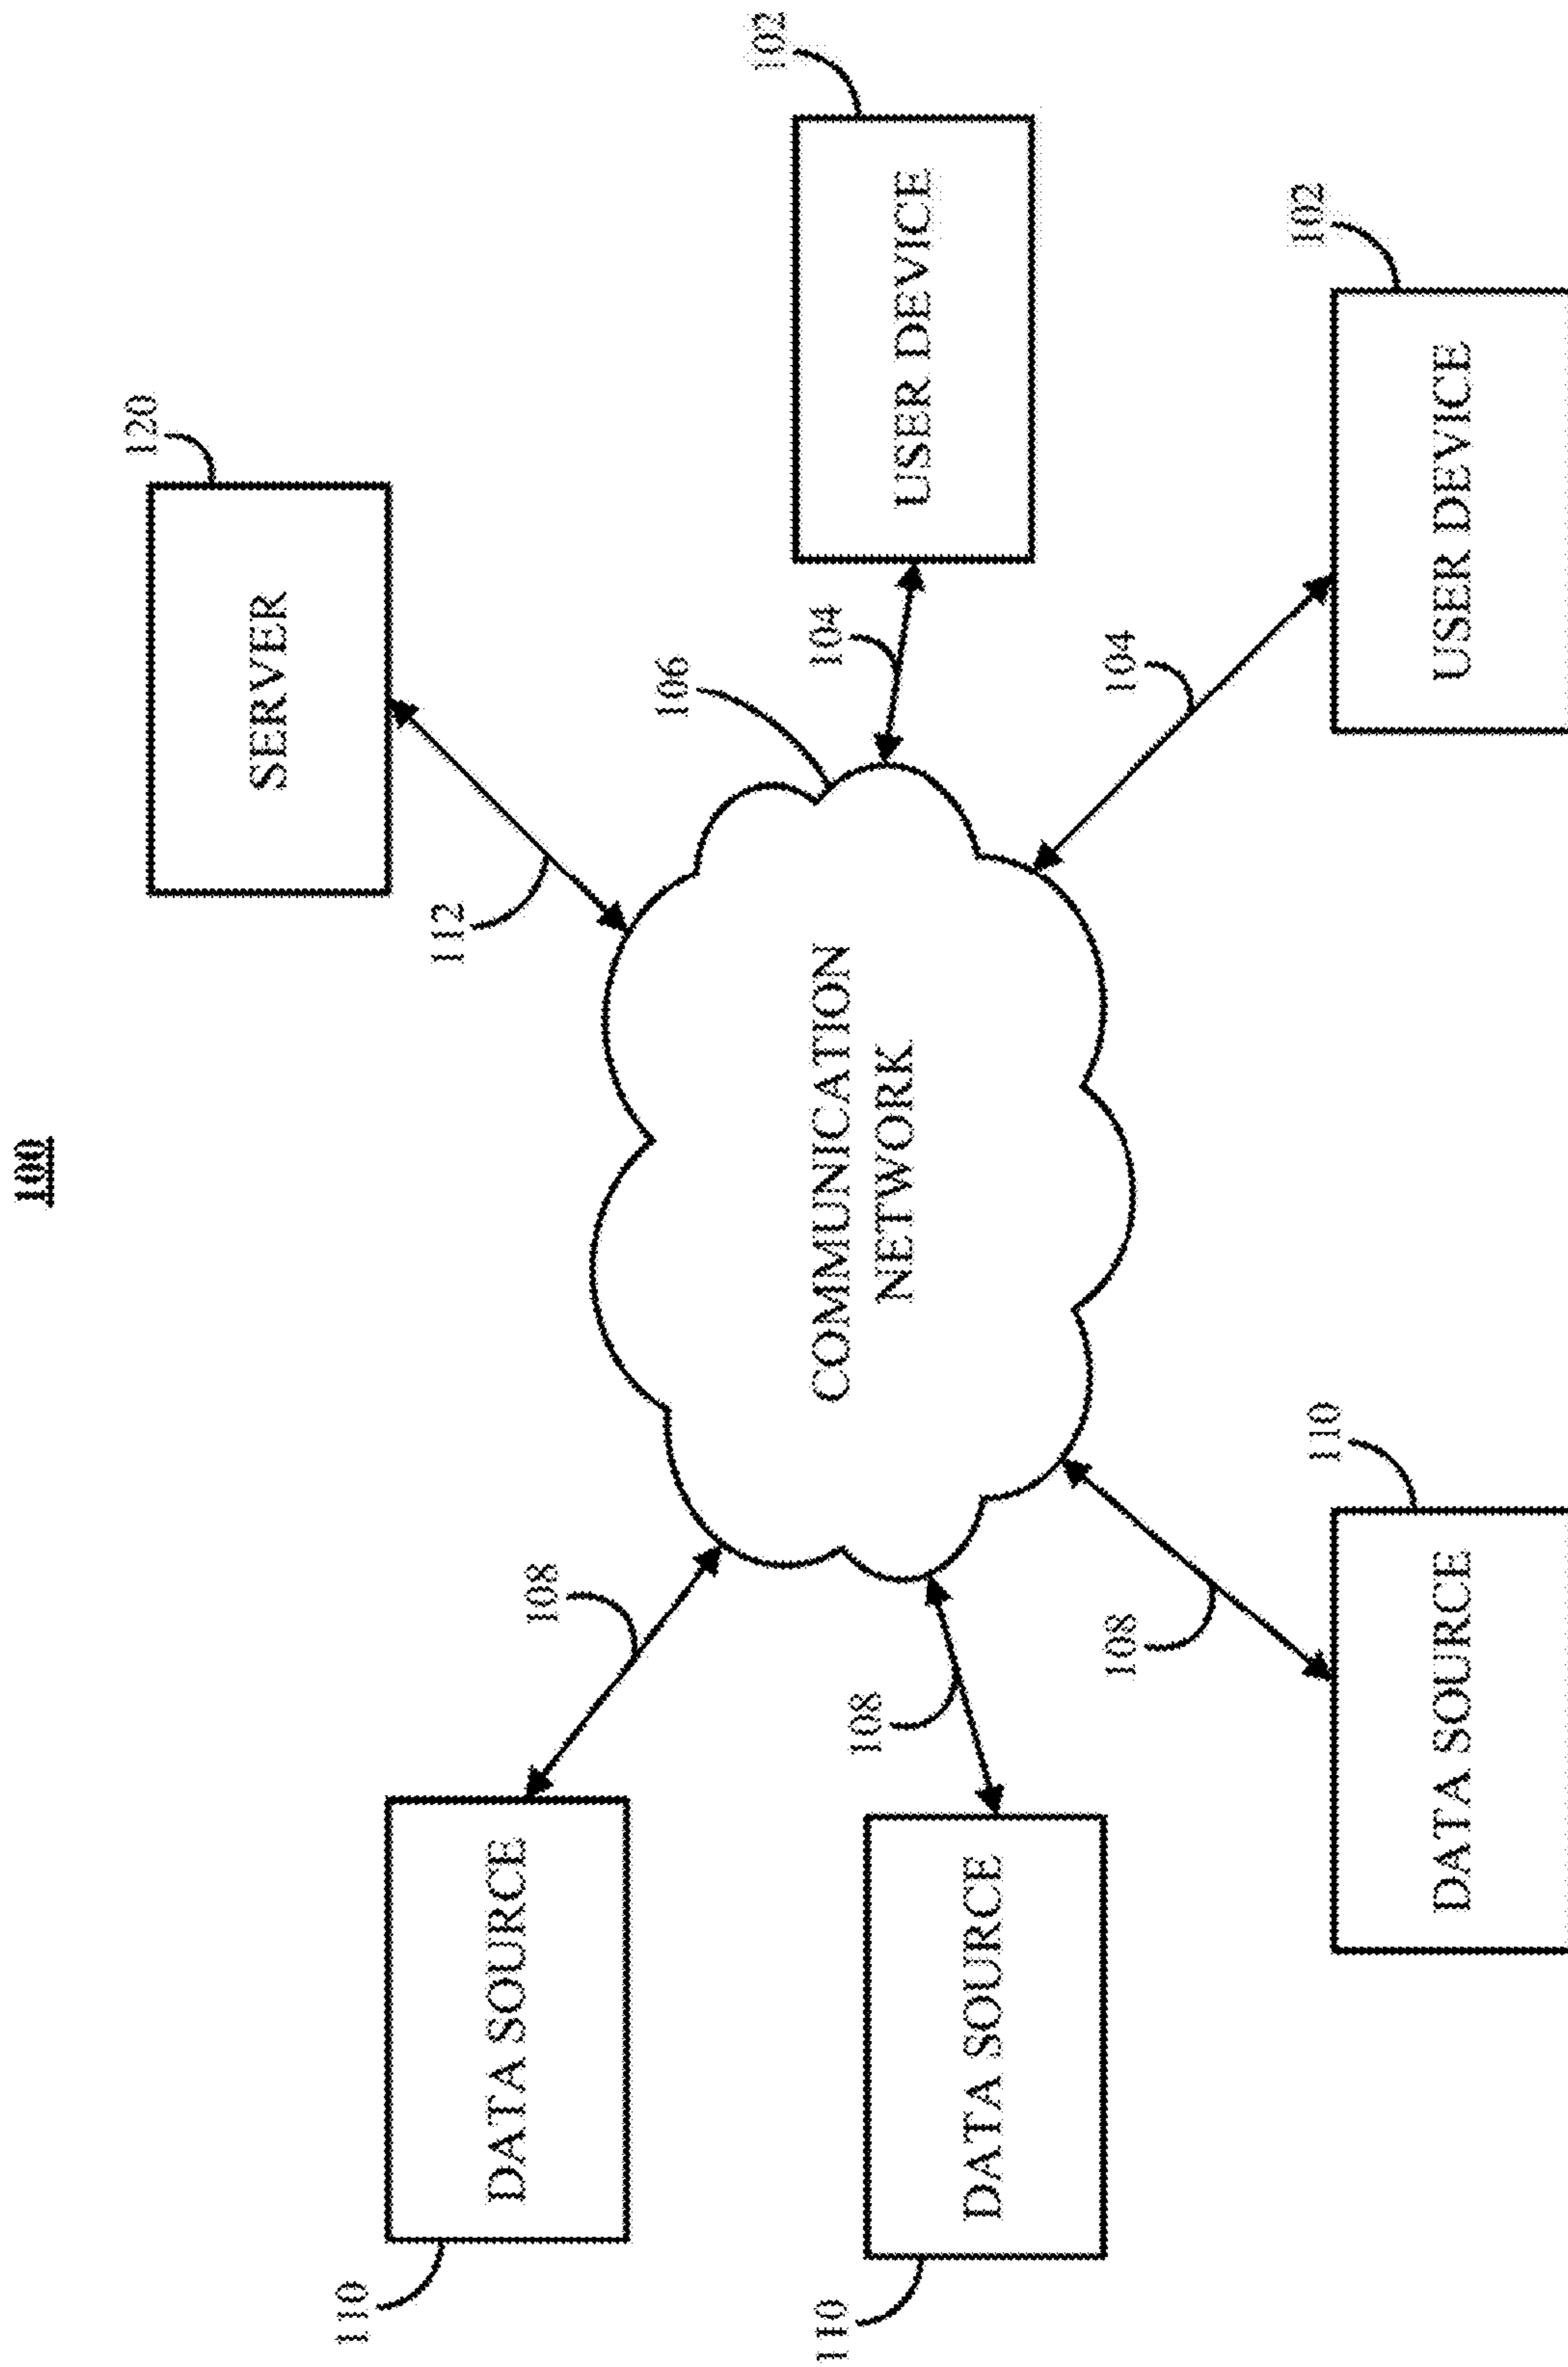 100
SERVER
120
112
106
DATA SOURCE
110
108
COMMUNICATION
NETWORK
104
USER DEVICE
102
DATA SOURCE
110
108
104
DATA SOURCE
110
108
USER DEVICE
102